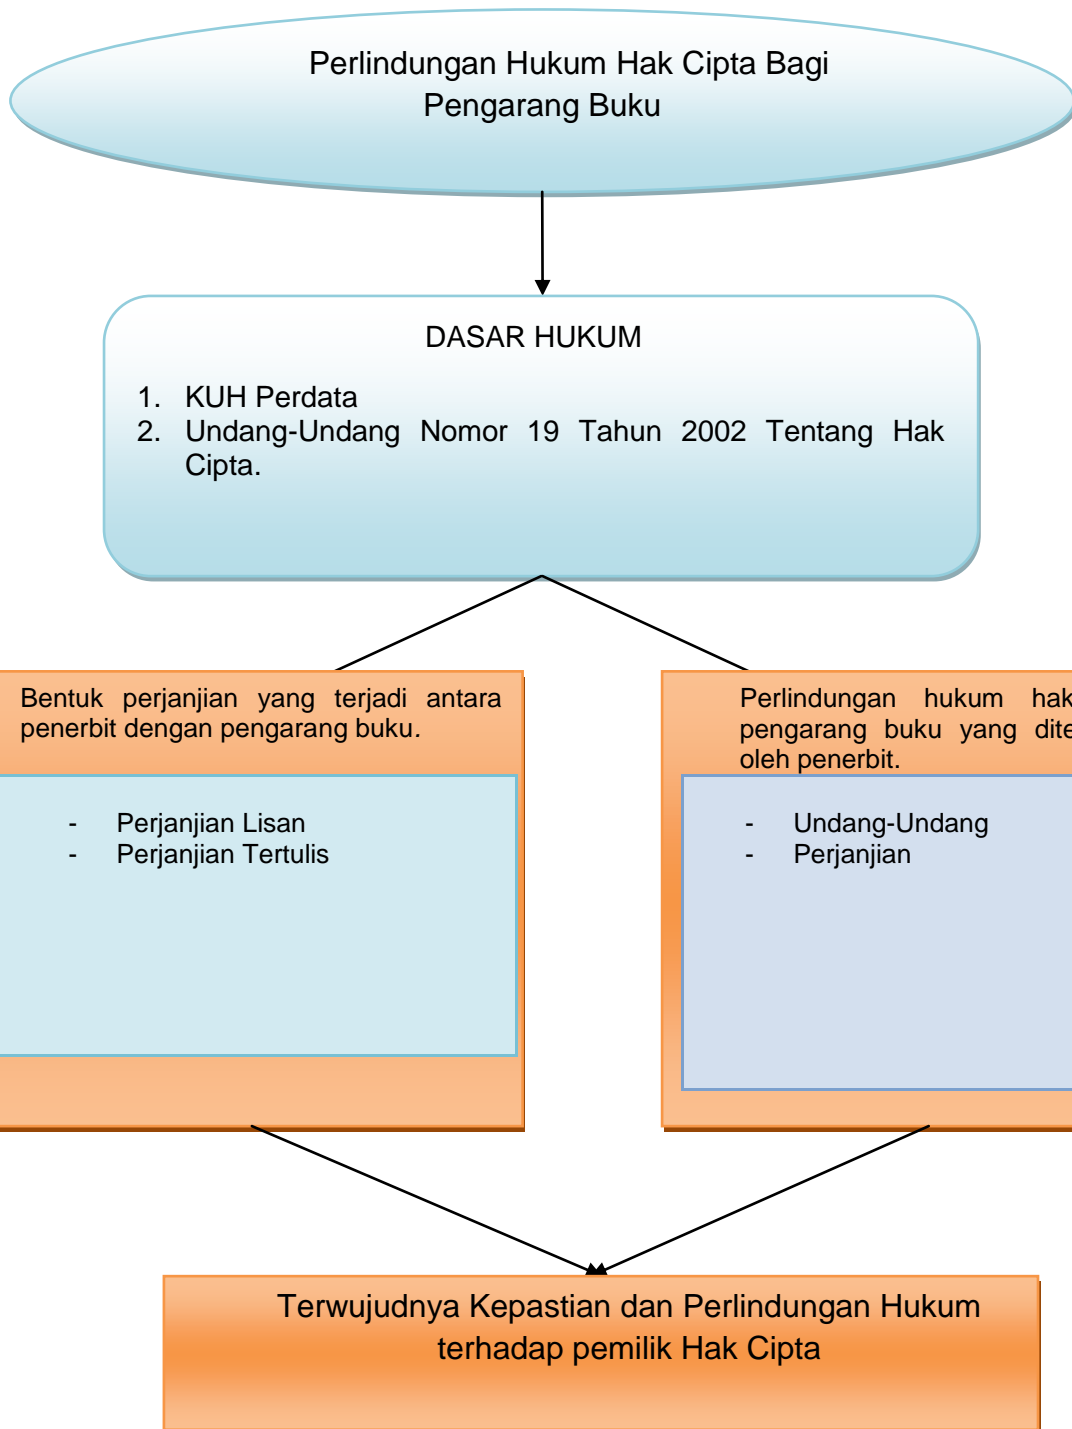 Perlindungan Hukum Hak Cipta Bagi
Pengarang Buku
DASAR HUKUM
1. KUH Perdata
2. Undang-Undang Nomor 19 Tahun 2002 Tentang Hak
Cipta.
Bentuk perjanjian yang terjadi antara
penerbit dengan pengarang buku.
- Perjanjian Lisan
- Perjanjian Tertulis
Perlindungan hukum hak
pengarang buku yang
oleh penerbit.
- Undang-Undang
- Perjanjian
Terwujudnya Kepastian dan Perlindungan Hukum
terhadap pemilik Hak Cipta